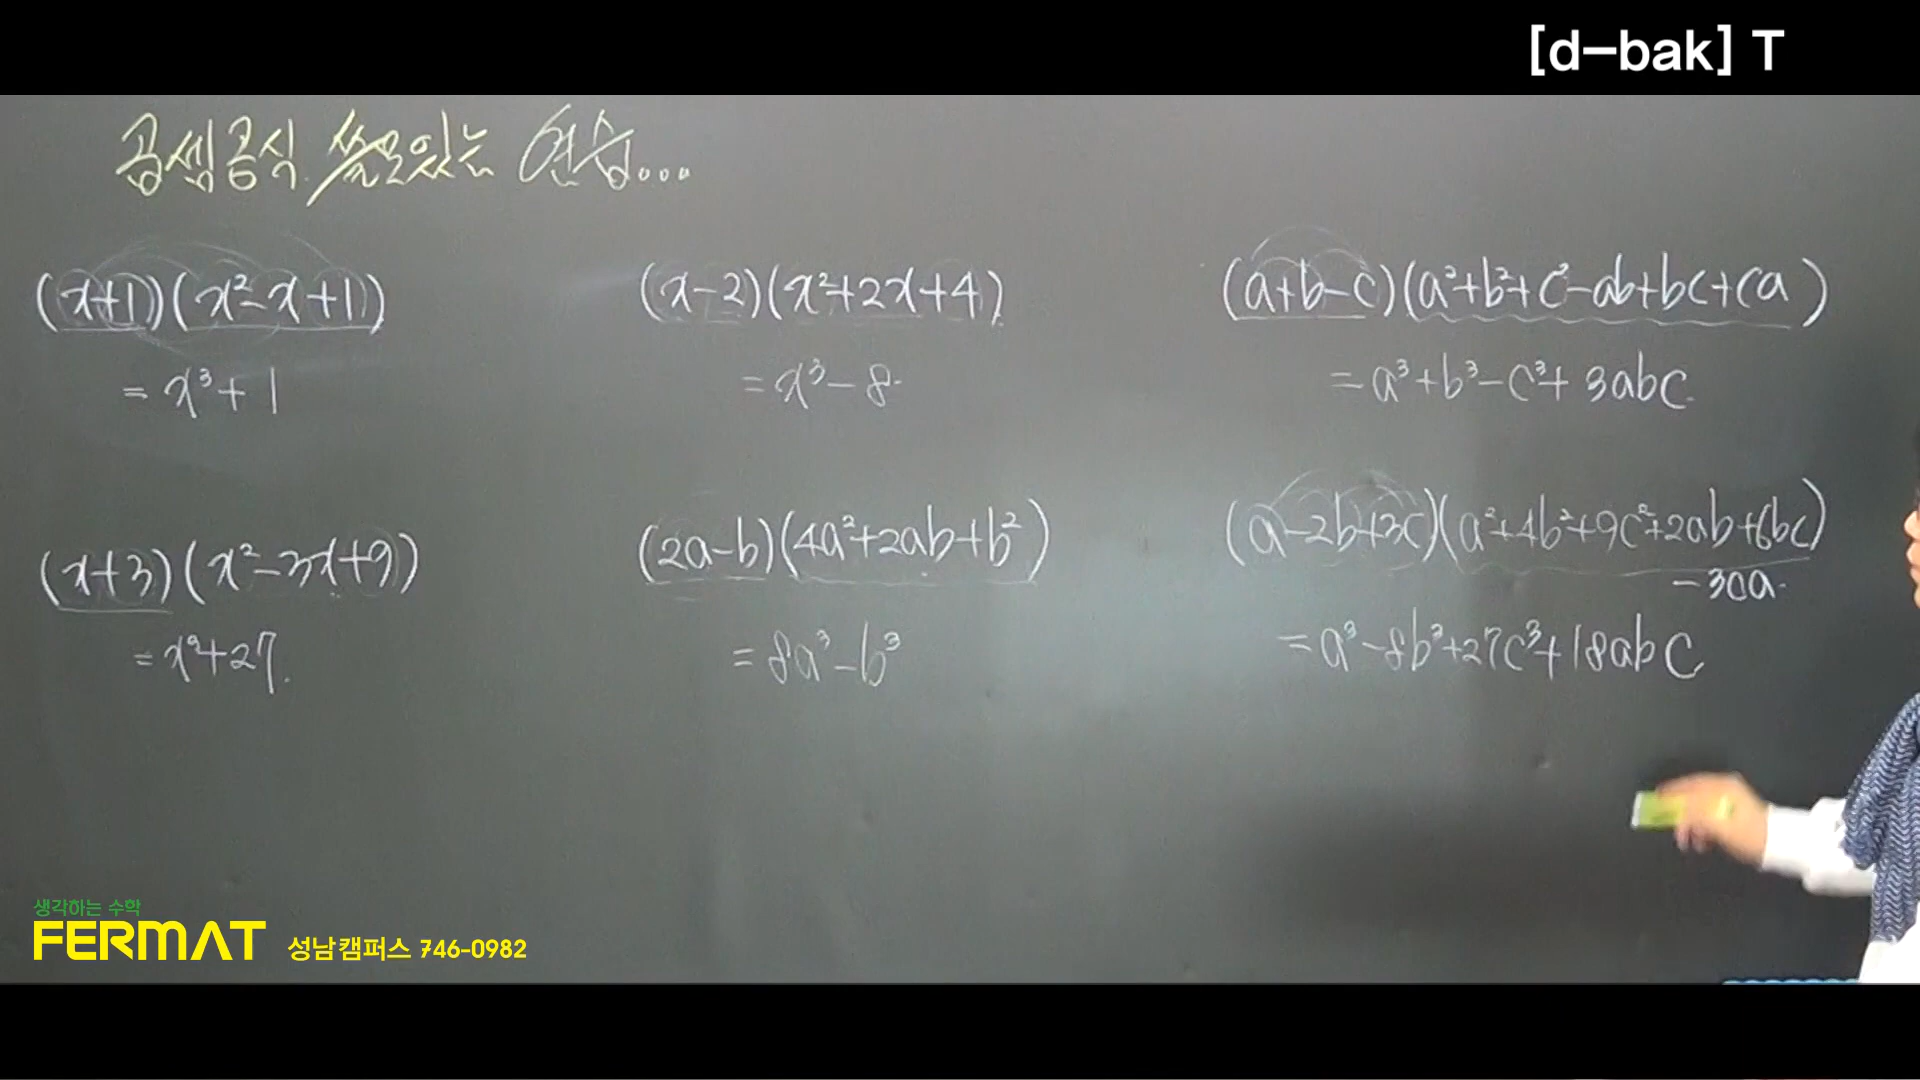 [d-bak] T
곱셈공식 쓸모있는 연습...
(x+1)(x²-x+1)
= x³+1
(x-2)(x²+2x+4)
= x³-8
(a+b-c)(a²+b²+c²-ab+bc+ca)
= a³+b³-c³+3abc
(x+3)(x²-3x+9)
= x³+27
(2a-b)(4a²+2ab+b²)
= 8a³-b³
(a-2b+3c)(a²+4b²+9c²+2ab+6bc)
-3ca
= a³-8b³+27c³+18abc
생각하는 수학
FERMAT 성남캠퍼스 746-0982